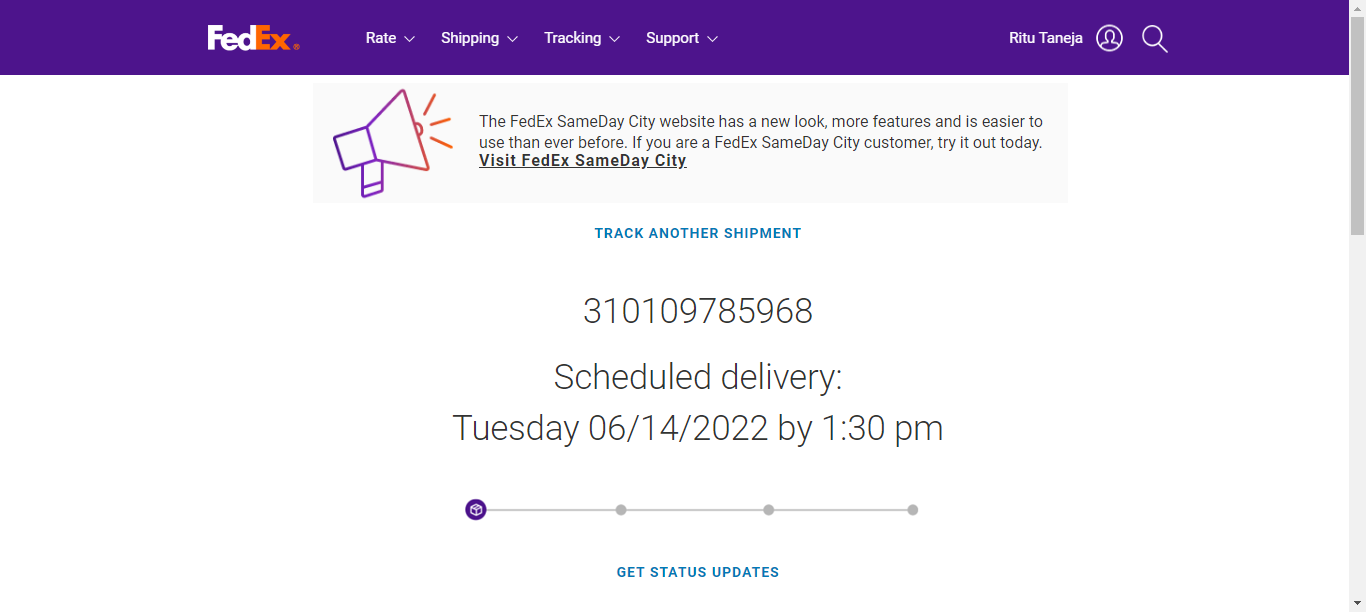 FedEx®
Rate
Shipping
Tracking
Support
Ritu Taneja
The FedEx SameDay City website has a new look, more features and is easier to
use than ever before. If you are a FedEx SameDay City customer, try it out today.
Visit FedEx SameDay City
TRACK ANOTHER SHIPMENT
310109785968
Scheduled delivery:
Tuesday 06/14/2022 by 1:30 pm
GET STATUS UPDATES